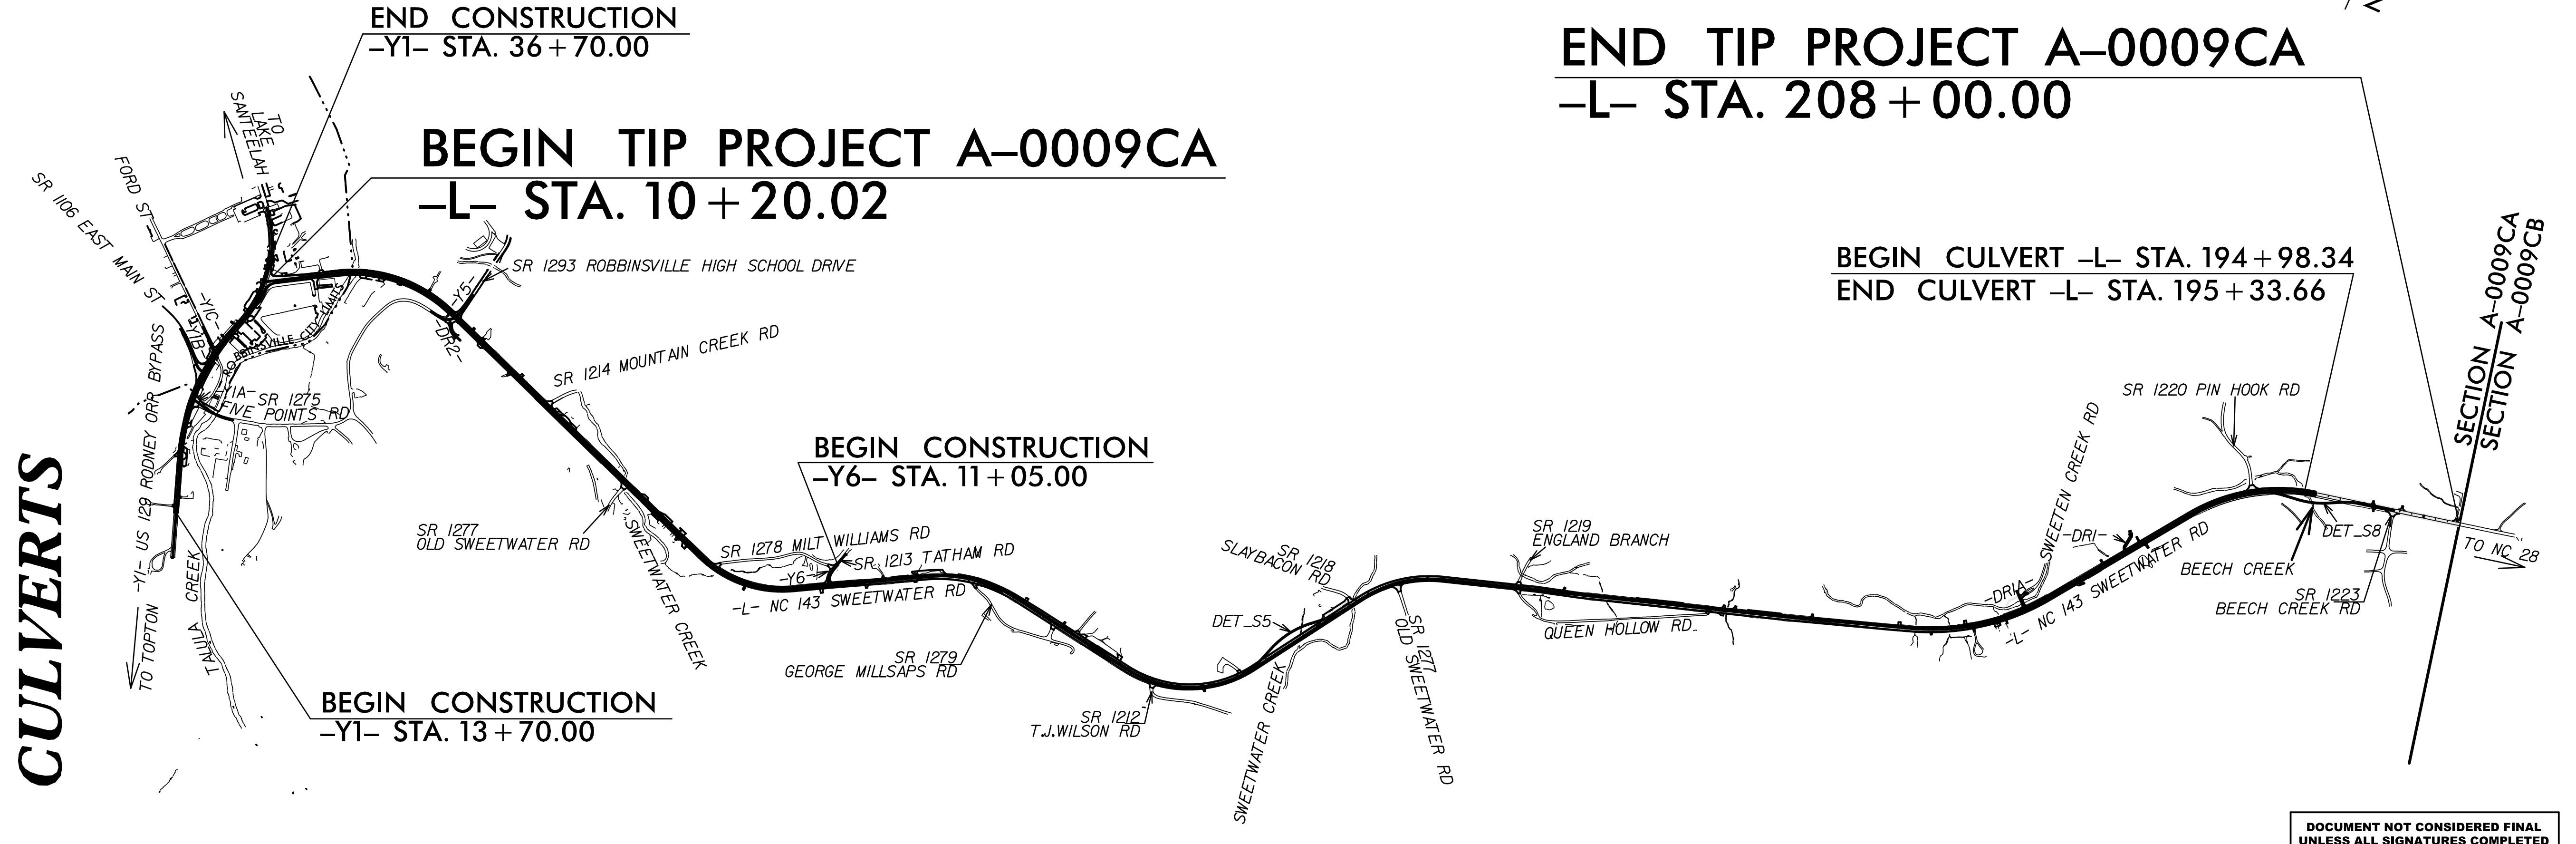 END CONSTRUCTION
–Y1– STA. 36+70.00
END TIP PROJECT A–0009CA
–L– STA. 208+00.00
BEGIN TIP PROJECT A–0009CA
–L– STA. 10+20.02
TO
LAKE
SANTEELAH
FORD ST
SR 1106 EAST MAIN ST
–L–
–Y1C–
–Y1B–
ROBBINSVILLE CITY LIMITS
–Y5–
SR 1293 ROBBINSVILLE HIGH SCHOOL DRIVE
–DR2–
BEGIN CULVERT –L– STA. 194+98.34
END CULVERT –L– STA. 195+33.66
SECTION A–0009CA
SECTION A–0009CB
SR 1214 MOUNTAIN CREEK RD
–Y1A–
SR 1275
FIVE POINTS RD
TO TOPTON –Y1– US 129 RODNEY ORR BYPASS
TALULA CREEK
SR 1220 PIN HOOK RD
CULVERTS
BEGIN CONSTRUCTION
–Y6– STA. 11+05.00
SR 1277
OLD SWEETWATER RD
SWEETWATER CREEK
SR 1278 MILT WILLIAMS RD
SR 1213 TATHAM RD
–Y6–
–L– NC 143 SWEETWATER RD
SR 1218
SLAYBACON RD
SR 1219
ENGLAND BRANCH
SWEETEN CREEK RD
–DR1–
–DR1A–
–L– NC 143 SWEETWATER RD
DET_S8
TO NC 28
BEECH CREEK
SR 1223
BEECH CREEK RD
DET_S5
QUEEN HOLLOW RD.
SR 1277
OLD SWEETWATER RD
SR 1279
GEORGE MILLSAPS RD
SR 1212
T.J.WILSON RD
SWEETWATER CREEK
BEGIN CONSTRUCTION
–Y1– STA. 13+70.00
DOCUMENT NOT CONSIDERED FINAL
UNLESS ALL SIGNATURES COMPLETED